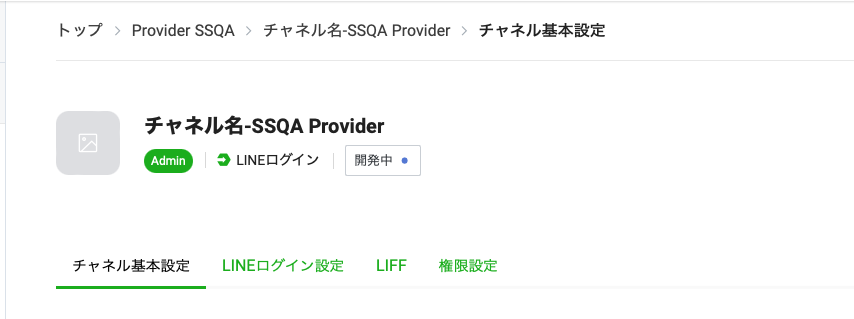 トップ > Provider SSQA > チャネル名-SSQA Provider > チャネル基本設定
チャネル名-SSQA Provider
Admin LINEログイン 開発中
チャネル基本設定 LINEログイン設定 LIFF 権限設定